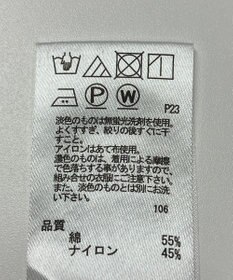 P W
P23
淡色のものは無蛍光洗剤を使用。
よくすすぎ、絞りの後すぐに干
すこと。
アイロンはあて布使用。
濃色のものは、着用による摩擦
で色落ちする事がありますので、
組み合せの衣服にご注意下さ
い。淡色のものとは別にお洗
い下さい。
106
品質
綿 55%
ナイロン 45%